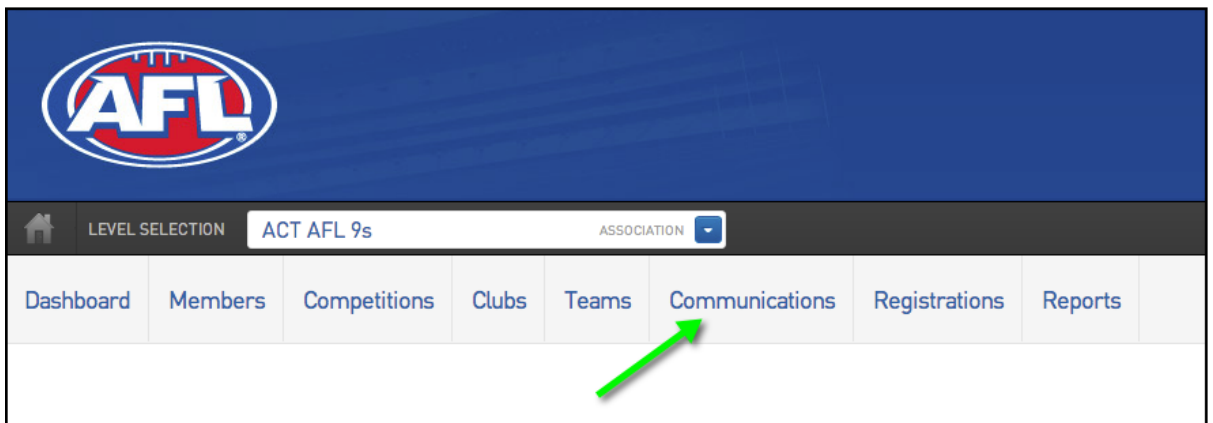 AFL®
LEVEL SELECTION ACT AFL 9s ASSOCIATION
Dashboard Members Competitions Clubs Teams Communications Registrations Reports